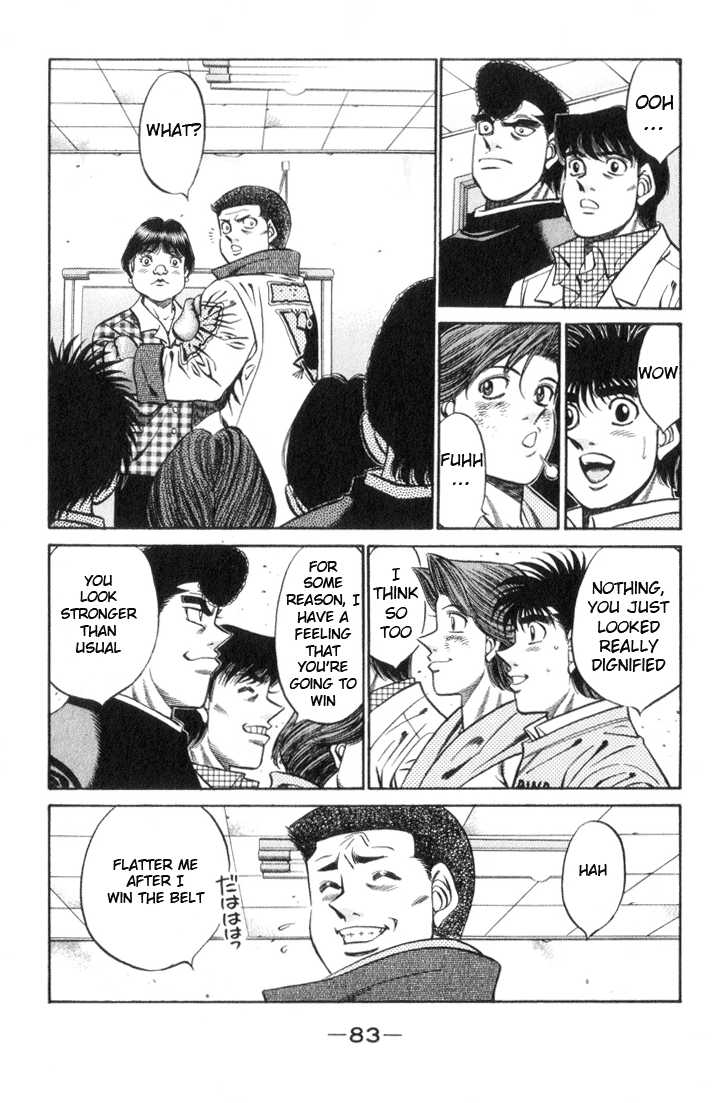 OOH
...
WHAT?
WOW
FUHH
...
NOTHING,
YOU JUST
LOOKED
REALLY
DIGNIFIED
I
THINK
SO
TOO
FOR
SOME
REASON, I
HAVE A
FEELING
THAT
YOU'RE
GOING TO
WIN
YOU
LOOK
STRONGER
THAN
USUAL
HAH
だははは?
FLATTER ME
AFTER I
WIN THE BELT
—83—